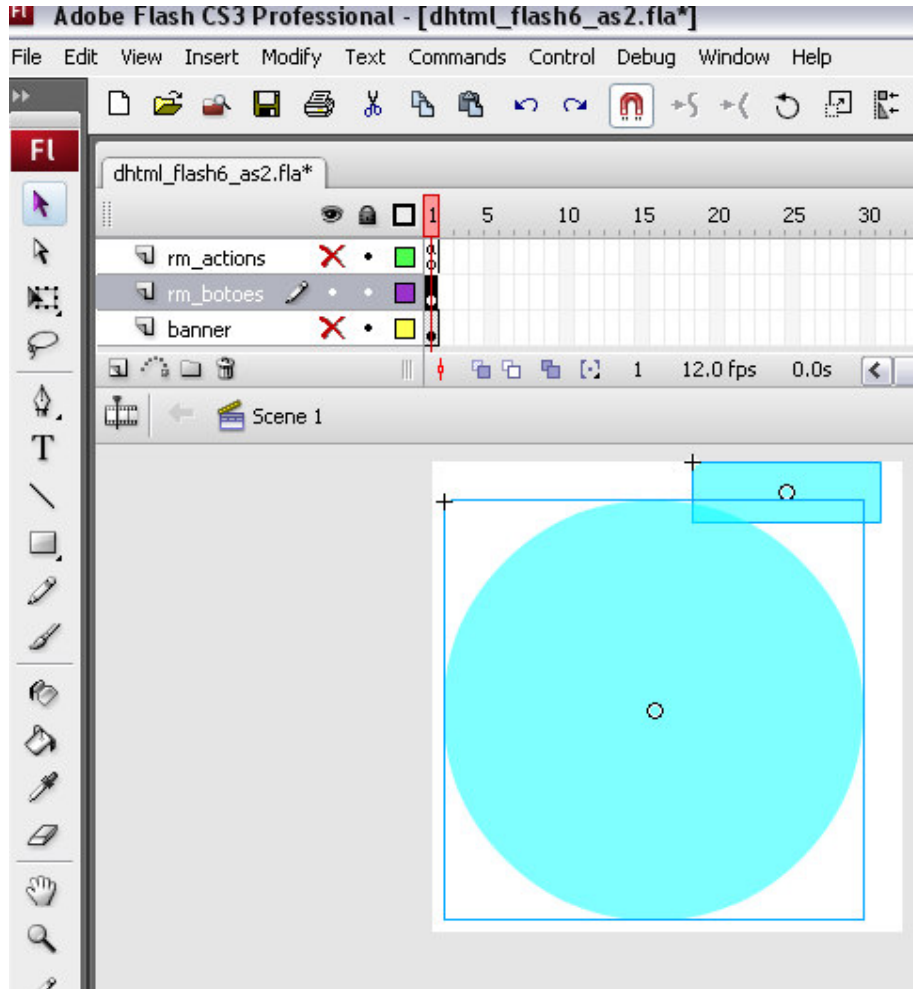 Fl Adobe Flash CS3 Professional - [dhtml_flash6_as2.fla*]
File Edit View Insert Modify Text Commands Control Debug Window Help
Fl
dhtml_flash6_as2.fla*
1 5 10 15 20 25 30
rm_actions
a
rm_botoes
banner
1 12.0 fps 0.0s
Scene 1
T